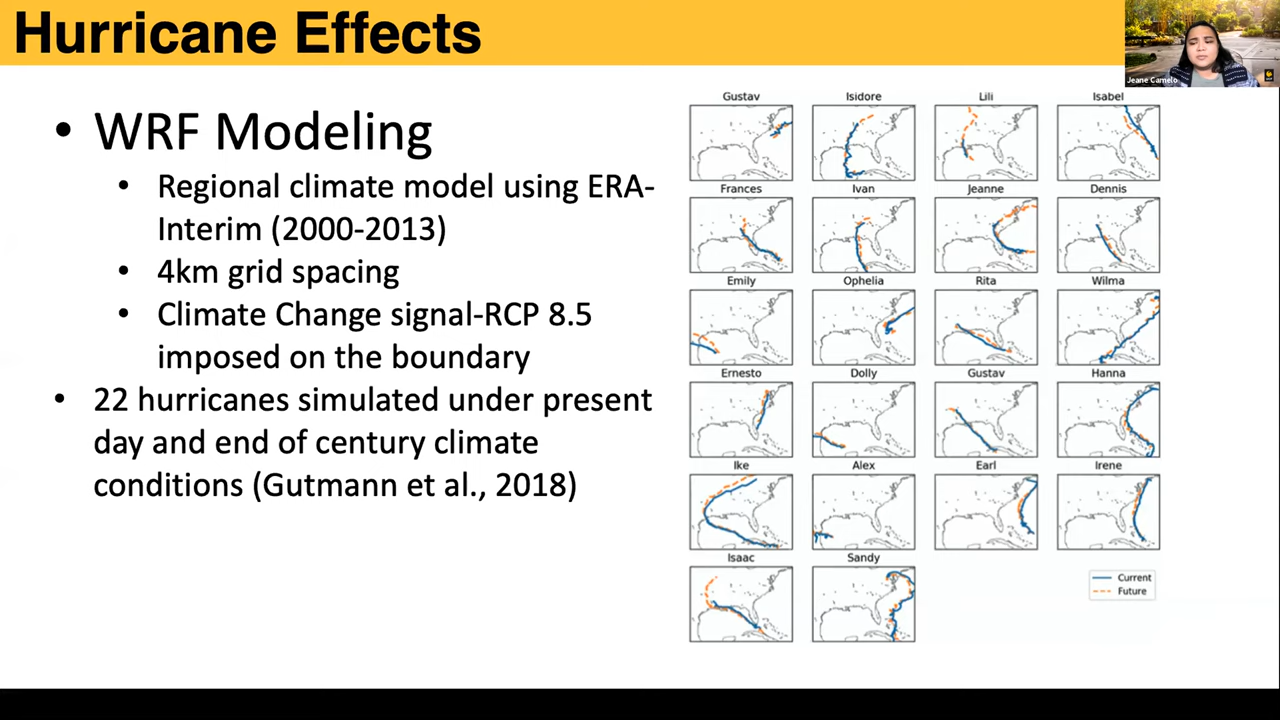 Hurricane Effects
Jeane Camelo
• WRF Modeling
• Regional climate model using ERA-
Interim (2000-2013)
• 4km grid spacing
• Climate Change signal-RCP 8.5
imposed on the boundary
• 22 hurricanes simulated under present
day and end of century climate
conditions (Gutmann et al., 2018)
Gustav Isidore Lili Isabel
Frances Ivan Jeanne Dennis
Emily Ophelia Rita Wilma
Ernesto Dolly Gustav Hanna
Ike Alex Earl Irene
Isaac Sandy
Current
Future